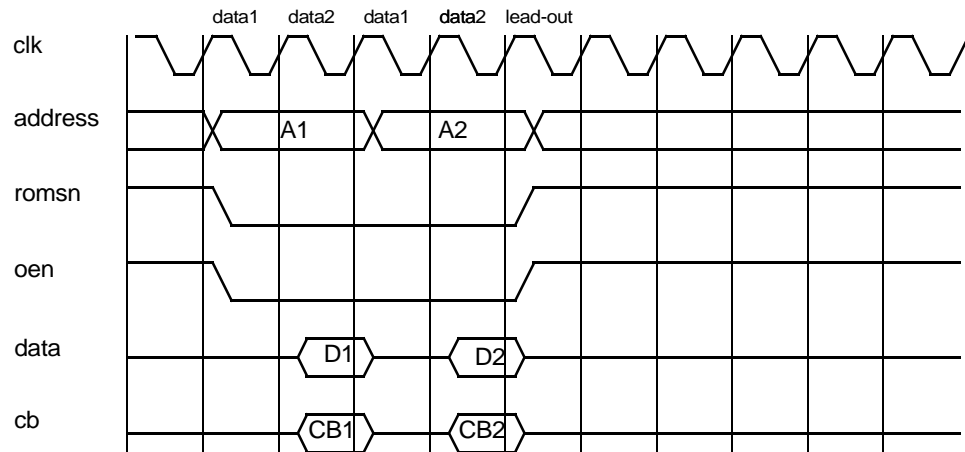 data1 data2 data1 data2 lead-out
clk
address A1 A2
romsn
oen
data D1 D2
cb CB1 CB2